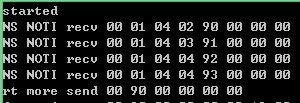 started
NS NOTI recv 00 01 04 02 90 00 00 00
NS NOTI recv 00 01 04 03 91 00 00 00
NS NOTI recv 00 01 04 04 92 00 00 00
NS NOTI recv 00 01 04 04 93 00 00 00
rt more send 00 90 00 00 00 00